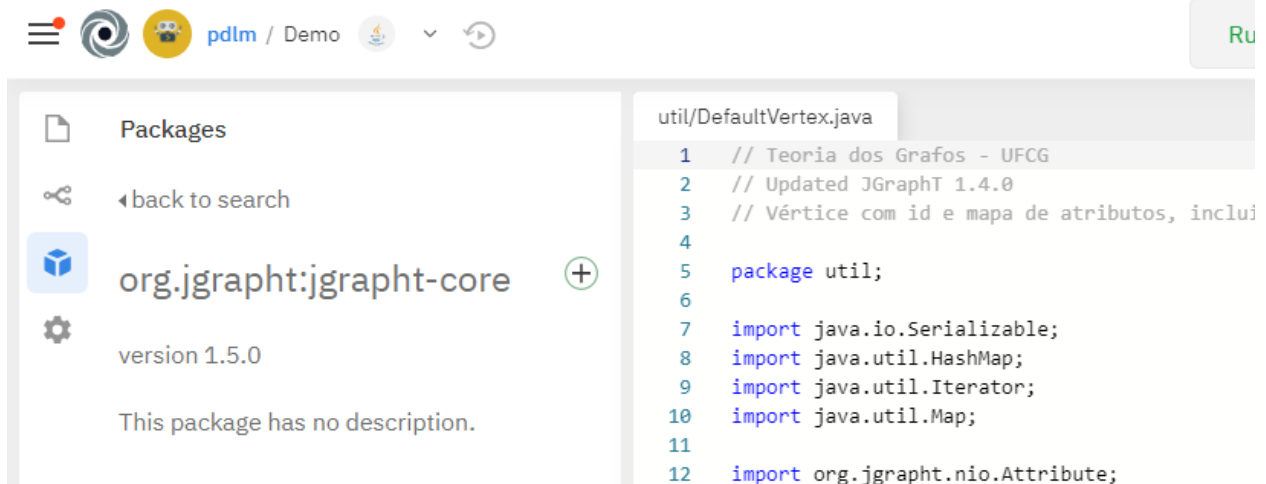 pdlm / Demo
Ru
Packages
back to search
org.jgrapht:jgrapht-core
version 1.5.0
This package has no description.
util/DefaultVertex.java
1 // Teoria dos Grafos - UFCG
2 // Updated JGraphT 1.4.0
3 // Vértice com id e mapa de atributos, inclui
4
5 package util;
6
7 import java.io.Serializable;
8 import java.util.HashMap;
9 import java.util.Iterator;
10 import java.util.Map;
11
12 import org.jgrapht.nio.Attribute;